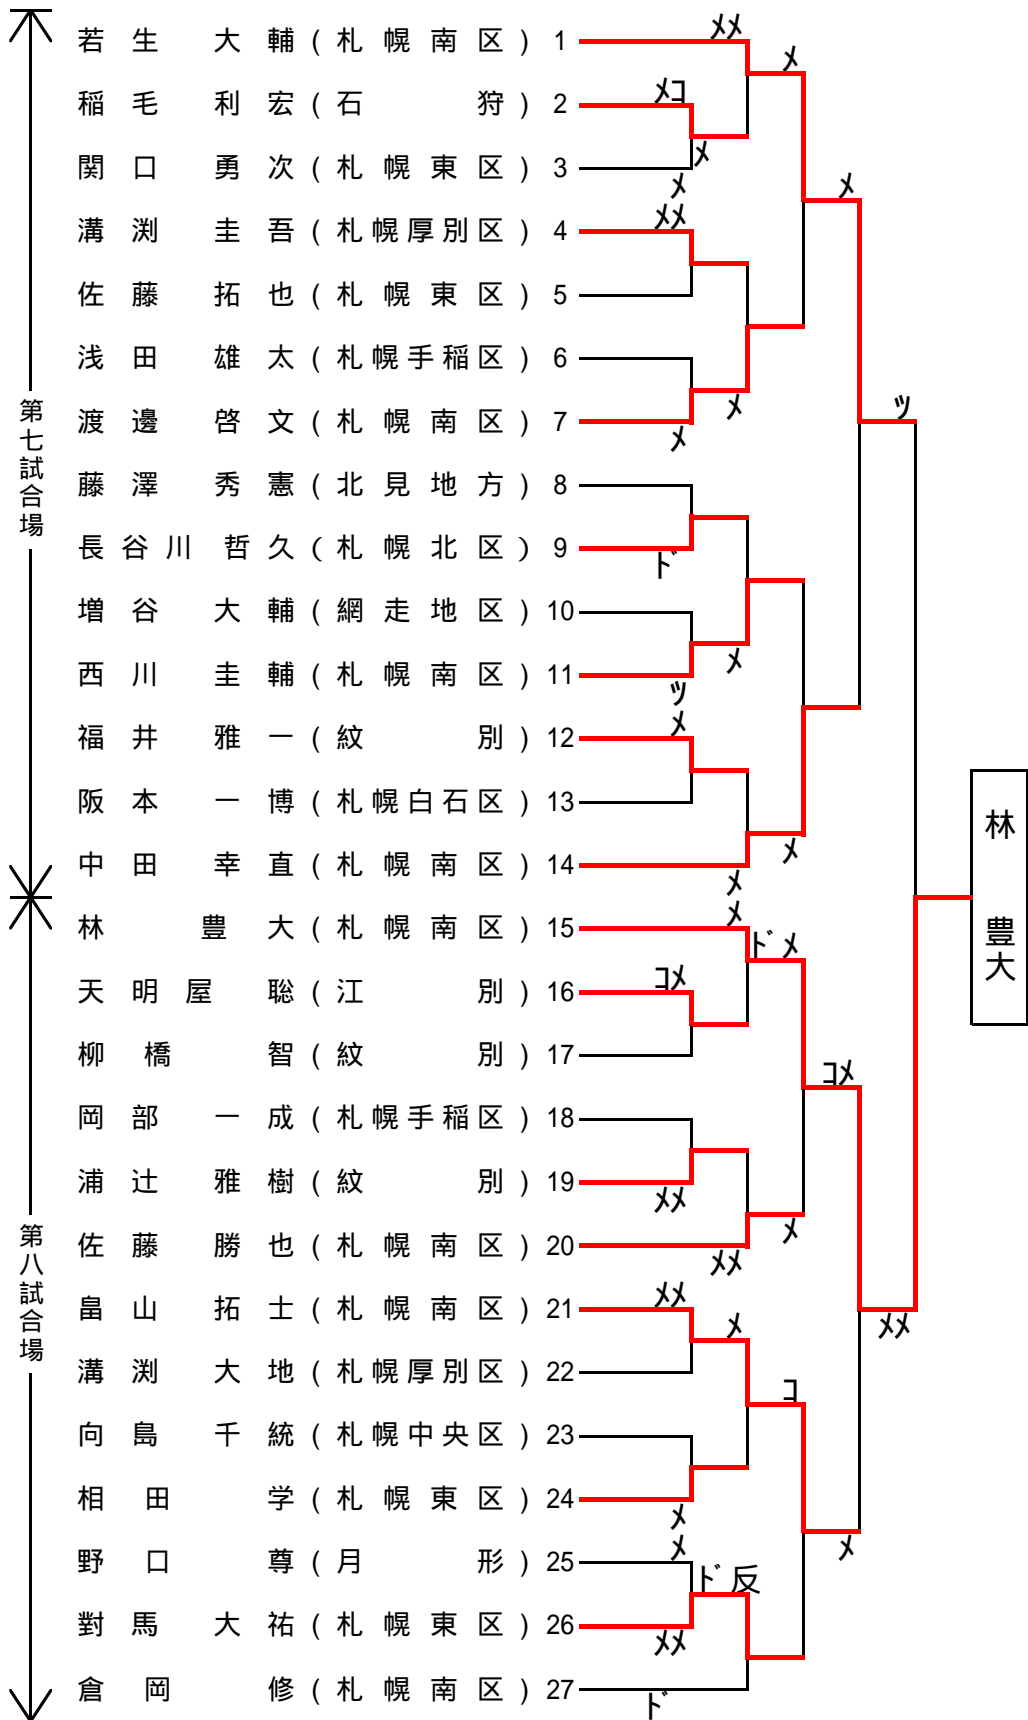 第七試合場
若生 大輔 (札幌南区) 1
稲毛 利宏 (石狩) 2
関口 勇次 (札幌東区) 3
溝渕 圭吾 (札幌厚別区) 4
佐藤 拓也 (札幌東区) 5
浅田 雄太 (札幌手稲区) 6
渡邊 啓文 (札幌南区) 7
藤澤 秀憲 (北見地方) 8
長谷川 哲久 (札幌北区) 9
増谷 大輔 (網走地区) 10
西川 圭輔 (札幌南区) 11
福井 雅一 (紋別) 12
阪本 一博 (札幌白石区) 13
中田 幸直 (札幌南区) 14
第八試合場
林 豊大 (札幌南区) 15
天明屋 聡 (江別) 16
柳橋 智 (紋別) 17
岡部 一成 (札幌手稲区) 18
浦辻 雅樹 (紋別) 19
佐藤 勝也 (札幌南区) 20
畠山 拓士 (札幌南区) 21
溝渕 大地 (札幌厚別区) 22
向島 千統 (札幌中央区) 23
相田 学 (札幌東区) 24
野口 尊 (月形) 25
對馬 大祐 (札幌東区) 26
倉岡 修 (札幌南区) 27
メメ
メコ
メ
メ
メメ
メ
ド
ツ
メ
メ
コメ
メメ
メメ
メメ
メ
メ
メメ
ド
メ
メ
メ
メ
ド反
メ
メ
ドメ
メ
コ
メ
コメ
メ
ツ
メメ
林 豊大